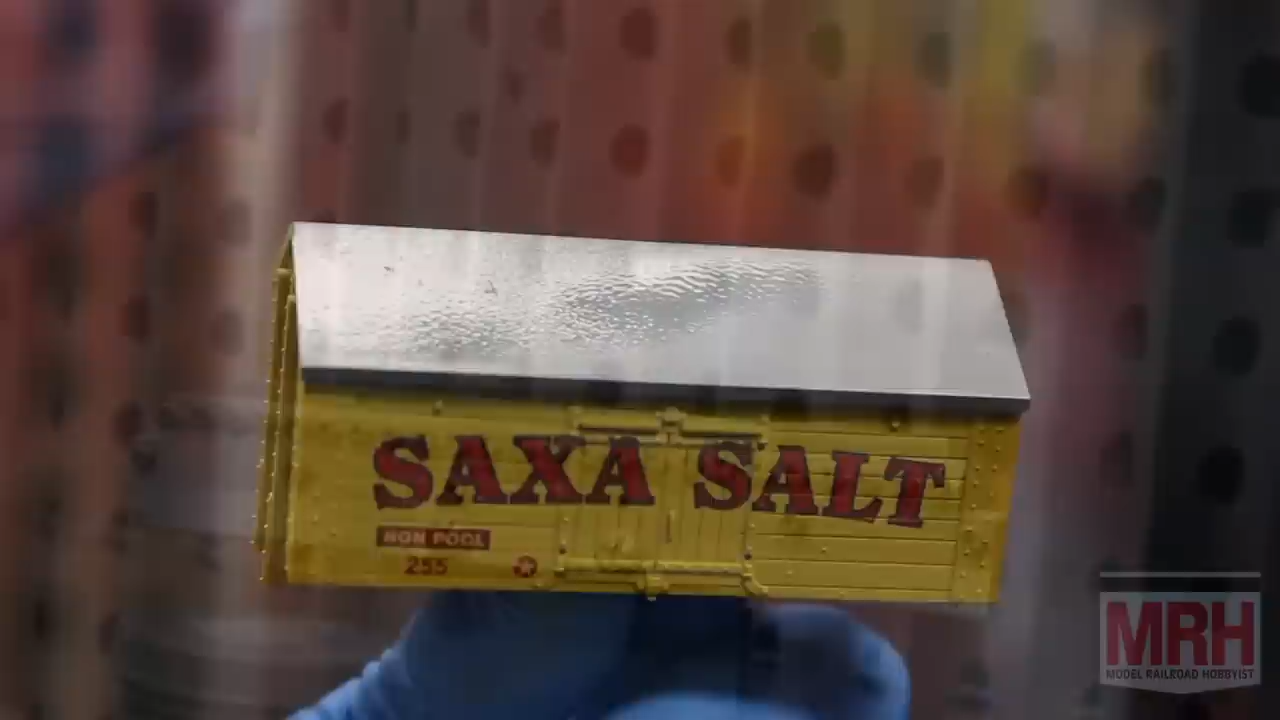 SAXA SALT
NON POOL
255
MRH
MODEL RAILROAD HOBBYIST